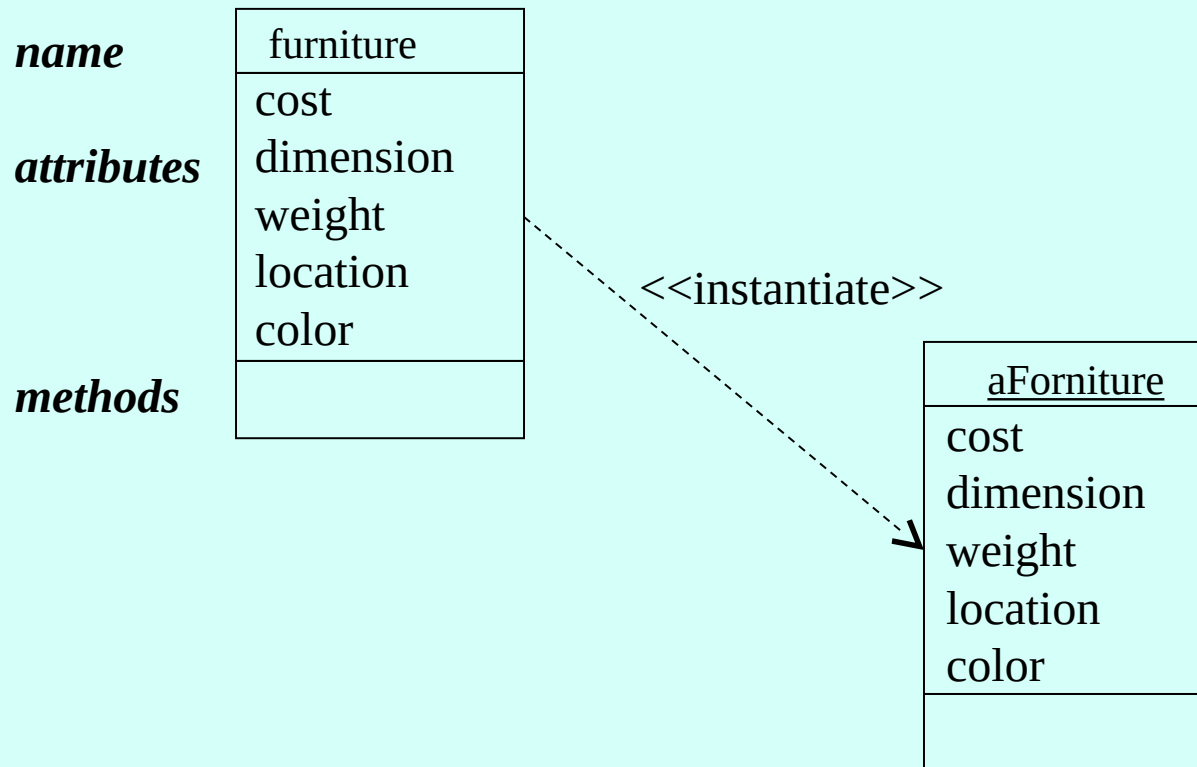 name
furniture
attributes
cost
dimension
weight
location
color
methods
<<instantiate>>
aForniture
cost
dimension
weight
location
color